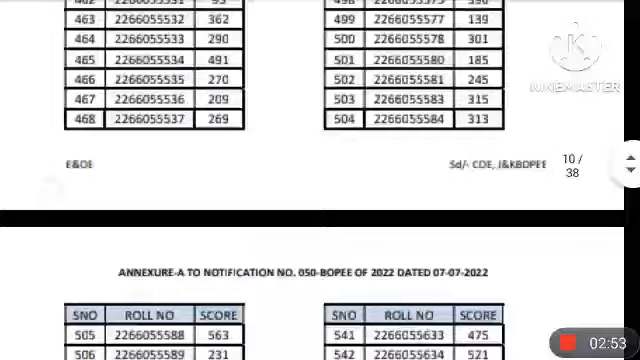 463 2266055532 362
499 2266055577 139
464 2266055533 290
500 2266055578 301
465 2266055534 491
501 2266055580 185
466 2266055535 270
502 2266055581 245
467 2266055536 209
503 2266055583 315
468 2266055537 269
504 2266055584 313
E&OE
Sd/- COE, J&KBOPEE
10 /
38
KINEMASTER
ANNEXURE-A TO NOTIFICATION NO. 050-BOPEE OF 2022 DATED 07-07-2022
SNO ROLL NO SCORE
SNO ROLL NO SCORE
505 2266055588 563
541 2266055633 475
506 2266055589 231
542 2266055634 521
02:53